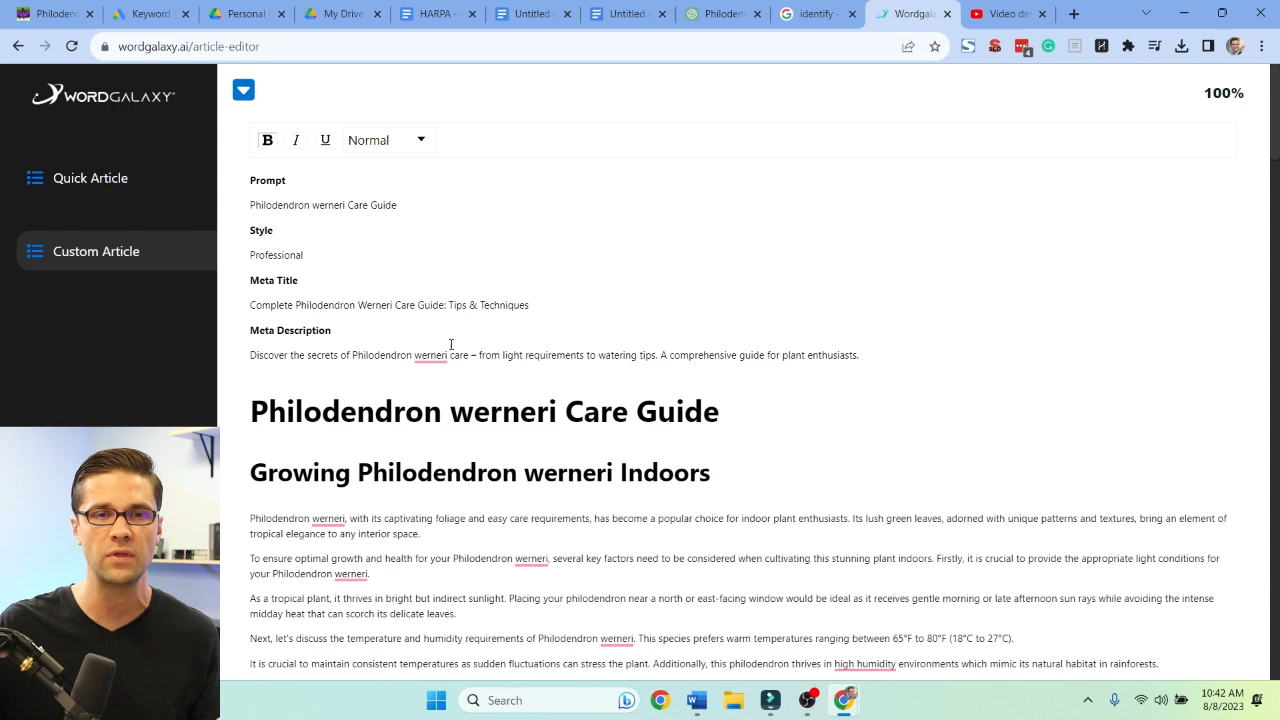 Philoden
Keyword
Persona
HARPA -
Untitled
Philoden
identify -
Wordgala
Video de
wordgalaxy.ai/article-editor
4
WORDGALAXY
100%
B I U Normal
Quick Article
Custom Article
Prompt
Philodendron werneri Care Guide
Style
Professional
Meta Title
Complete Philodendron Werneri Care Guide: Tips & Techniques
Meta Description
Discover the secrets of Philodendron werneri care – from light requirements to watering tips. A comprehensive guide for plant enthusiasts.
Philodendron werneri Care Guide
Growing Philodendron werneri Indoors
Philodendron werneri, with its captivating foliage and easy care requirements, has become a popular choice for indoor plant enthusiasts. Its lush green leaves, adorned with unique patterns and textures, bring an element of
tropical elegance to any interior space.
To ensure optimal growth and health for your Philodendron werneri, several key factors need to be considered when cultivating this stunning plant indoors. Firstly, it is crucial to provide the appropriate light conditions for
your Philodendron werneri.
As a tropical plant, it thrives in bright but indirect sunlight. Placing your philodendron near a north or east-facing window would be ideal as it receives gentle morning or late afternoon sun rays while avoiding the intense
midday heat that can scorch its delicate leaves.
Next, let's discuss the temperature and humidity requirements of Philodendron werneri. This species prefers warm temperatures ranging between 65°F to 80°F (18°C to 27°C).
It is crucial to maintain consistent temperatures as sudden fluctuations can stress the plant. Additionally, this philodendron thrives in high humidity environments which mimic its natural habitat in rainforests.
Search
10:42 AM
8/8/2023